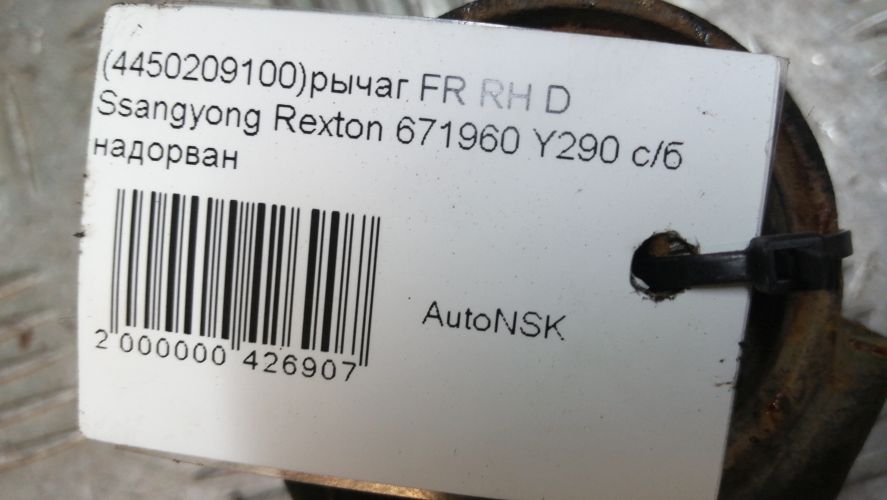 (4450209100)рычаг FR RH D
Ssangyong Rexton 671960 Y290 с/б
надорван
AutoNSK
2 000000 426907